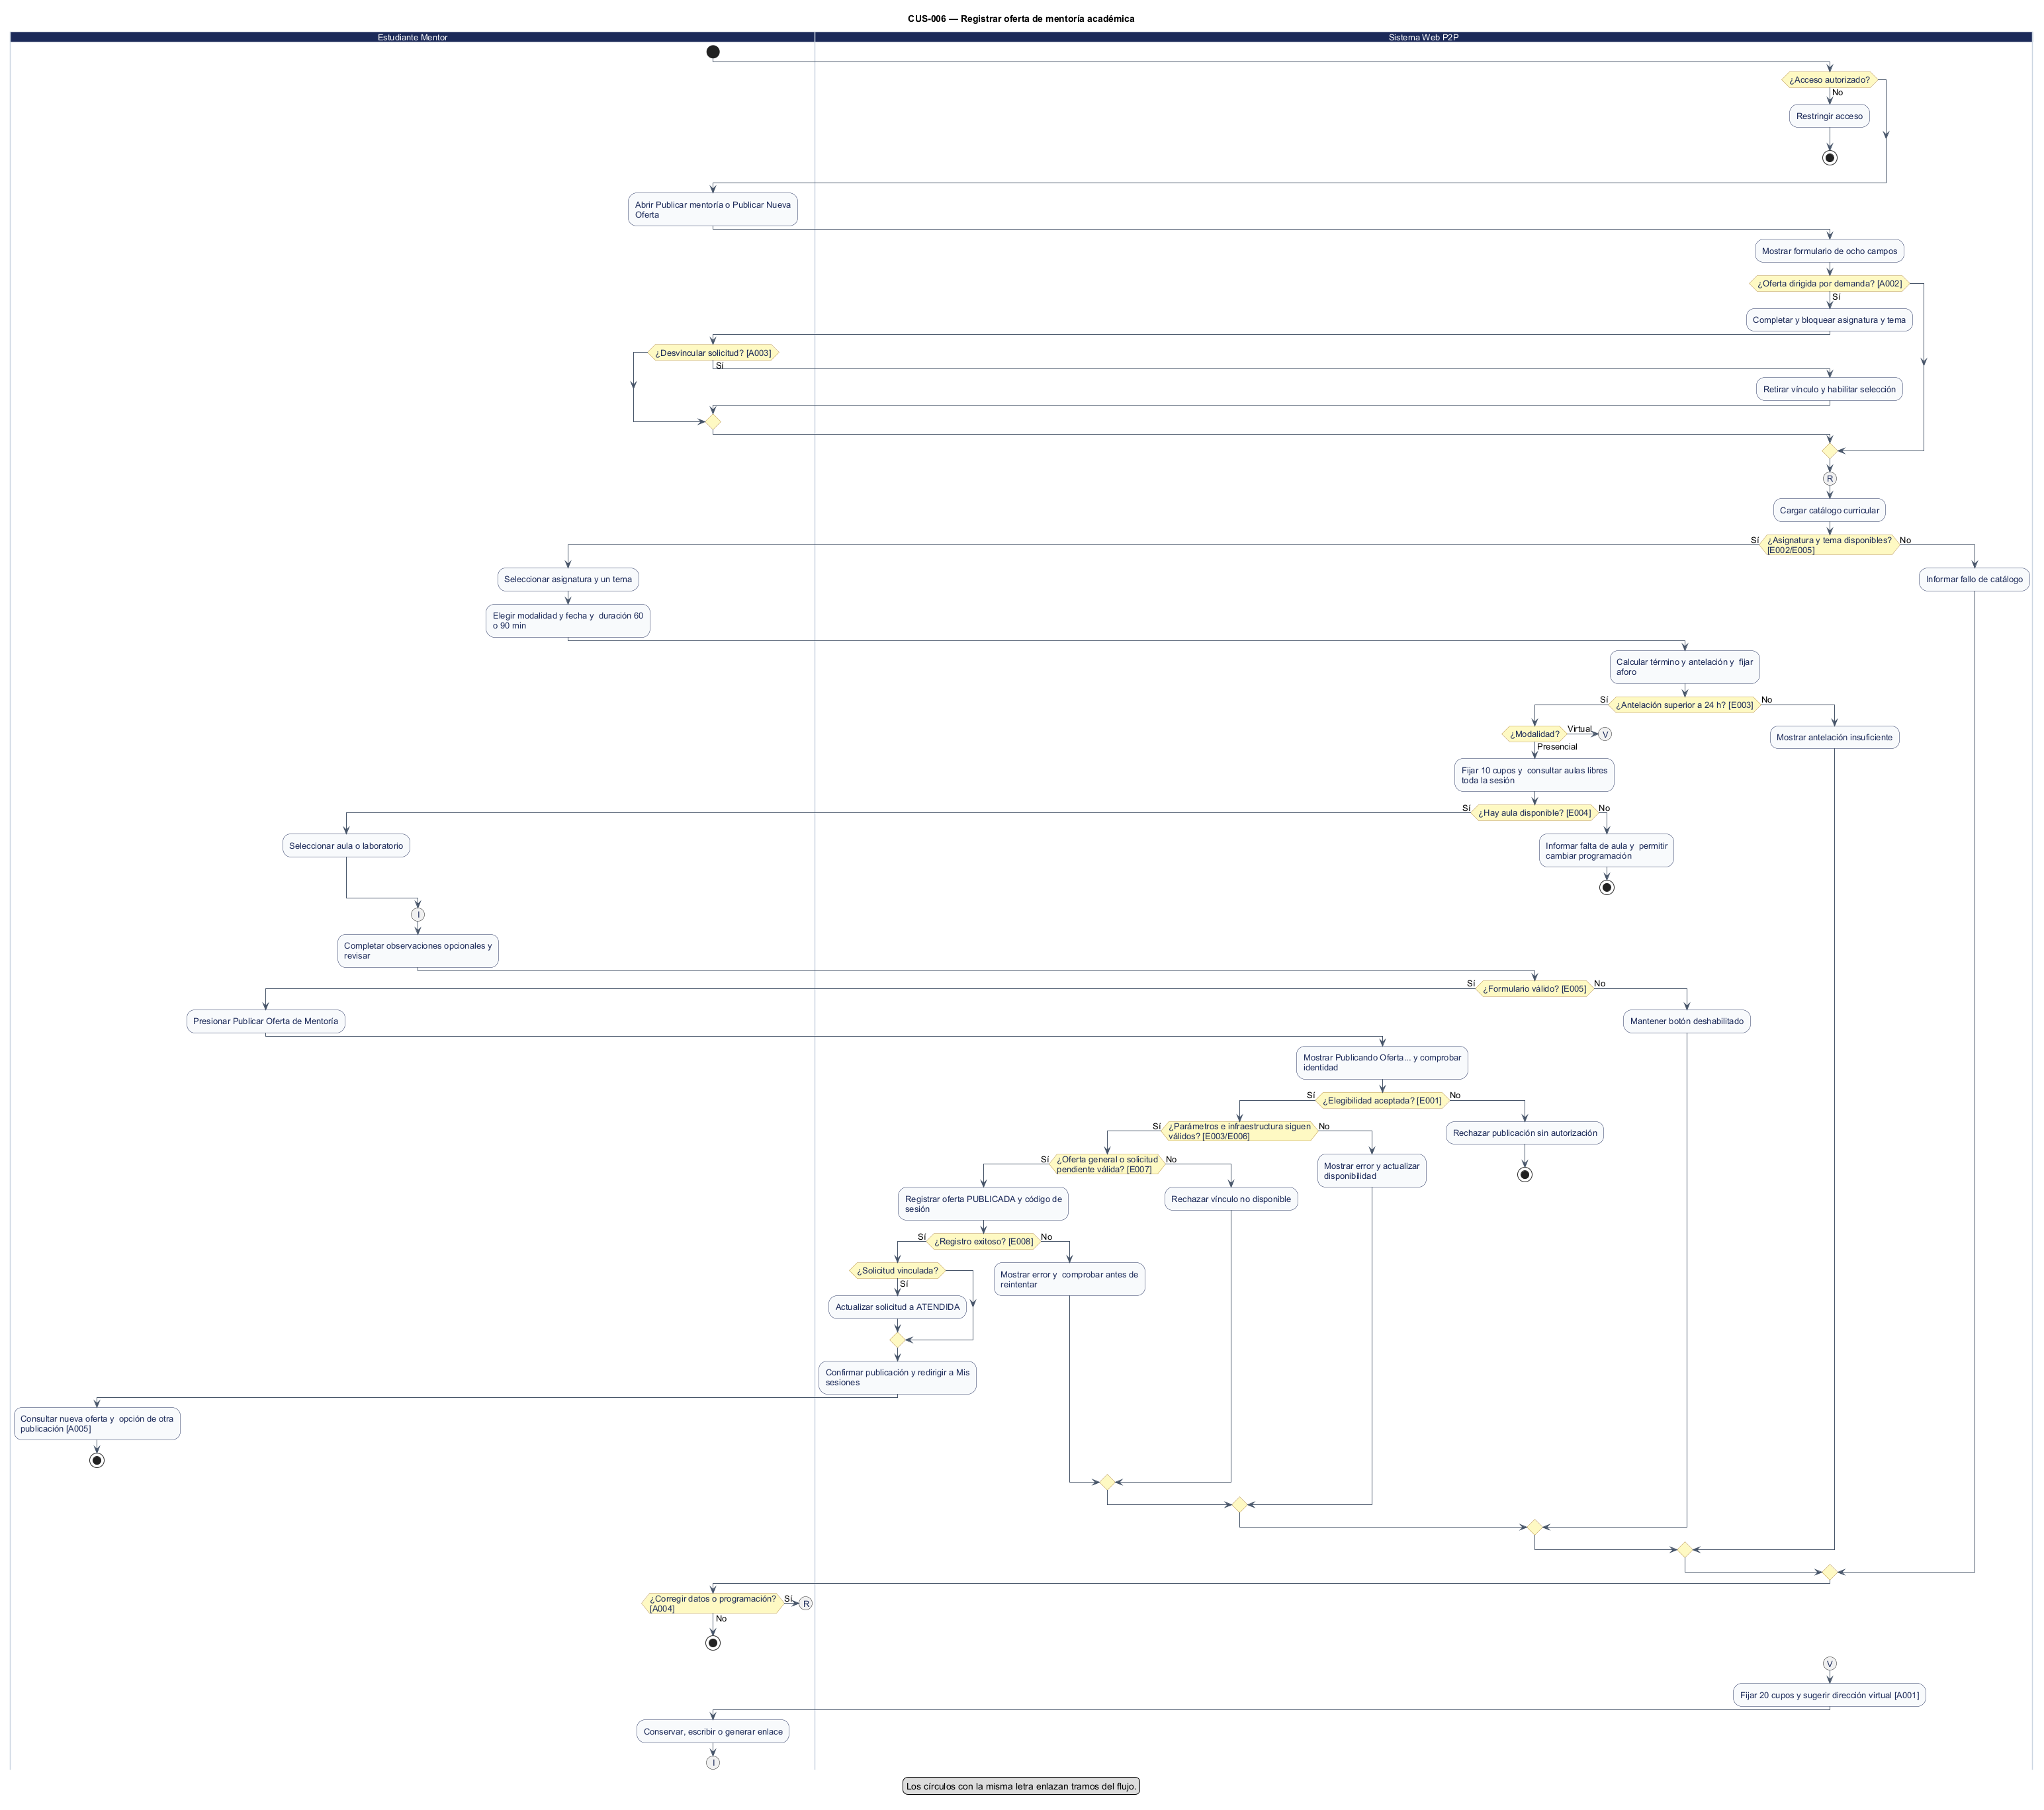 CUS-006 — Registrar oferta de mentoría académica
Estudiante Mentor
Sistema Web P2P
¿Acceso autorizado?
No
Restringir acceso
Abrir Publicar mentoría o Publicar Nueva
Oferta
Mostrar formulario de ocho campos
¿Oferta dirigida por demanda? [A002]
Sí
Completar y bloquear asignatura y tema
¿Desvincular solicitud? [A003]
Sí
Retirar vínculo y habilitar selección
R
Cargar catálogo curricular
Sí
¿Asignatura y tema disponibles?
[E002/E005]
No
Seleccionar asignatura y un tema
Informar fallo de catálogo
Elegir modalidad y fecha y  duración 60
o 90 min
Calcular término y antelación y  fijar
aforo
Sí
¿Antelación superior a 24 h? [E003]
No
¿Modalidad?
Virtual
V
Mostrar antelación insuficiente
Presencial
Fijar 10 cupos y  consultar aulas libres
toda la sesión
Sí
¿Hay aula disponible? [E004]
No
Seleccionar aula o laboratorio
Informar falta de aula y  permitir
cambiar programación
I
Completar observaciones opcionales y
revisar
Sí
¿Formulario válido? [E005]
No
Presionar Publicar Oferta de Mentoría
Mantener botón deshabilitado
Mostrar Publicando Oferta... y comprobar
identidad
Sí
¿Elegibilidad aceptada? [E001]
No
Sí
¿Parámetros e infraestructura siguen
válidos? [E003/E006]
No
Rechazar publicación sin autorización
Sí
¿Oferta general o solicitud
pendiente válida? [E007]
No
Mostrar error y actualizar
disponibilidad
Registrar oferta PUBLICADA y código de
sesión
Rechazar vínculo no disponible
Sí
¿Registro exitoso? [E008]
No
¿Solicitud vinculada?
Sí
Mostrar error y  comprobar antes de
reintentar
Actualizar solicitud a ATENDIDA
Confirmar publicación y redirigir a Mis
sesiones
Consultar nueva oferta y  opción de otra
publicación [A005]
¿Corregir datos o programación?
[A004]
Sí
R
No
V
Fijar 20 cupos y sugerir dirección virtual [A001]
Conservar, escribir o generar enlace
I
Los círculos con la misma letra enlazan tramos del flujo.